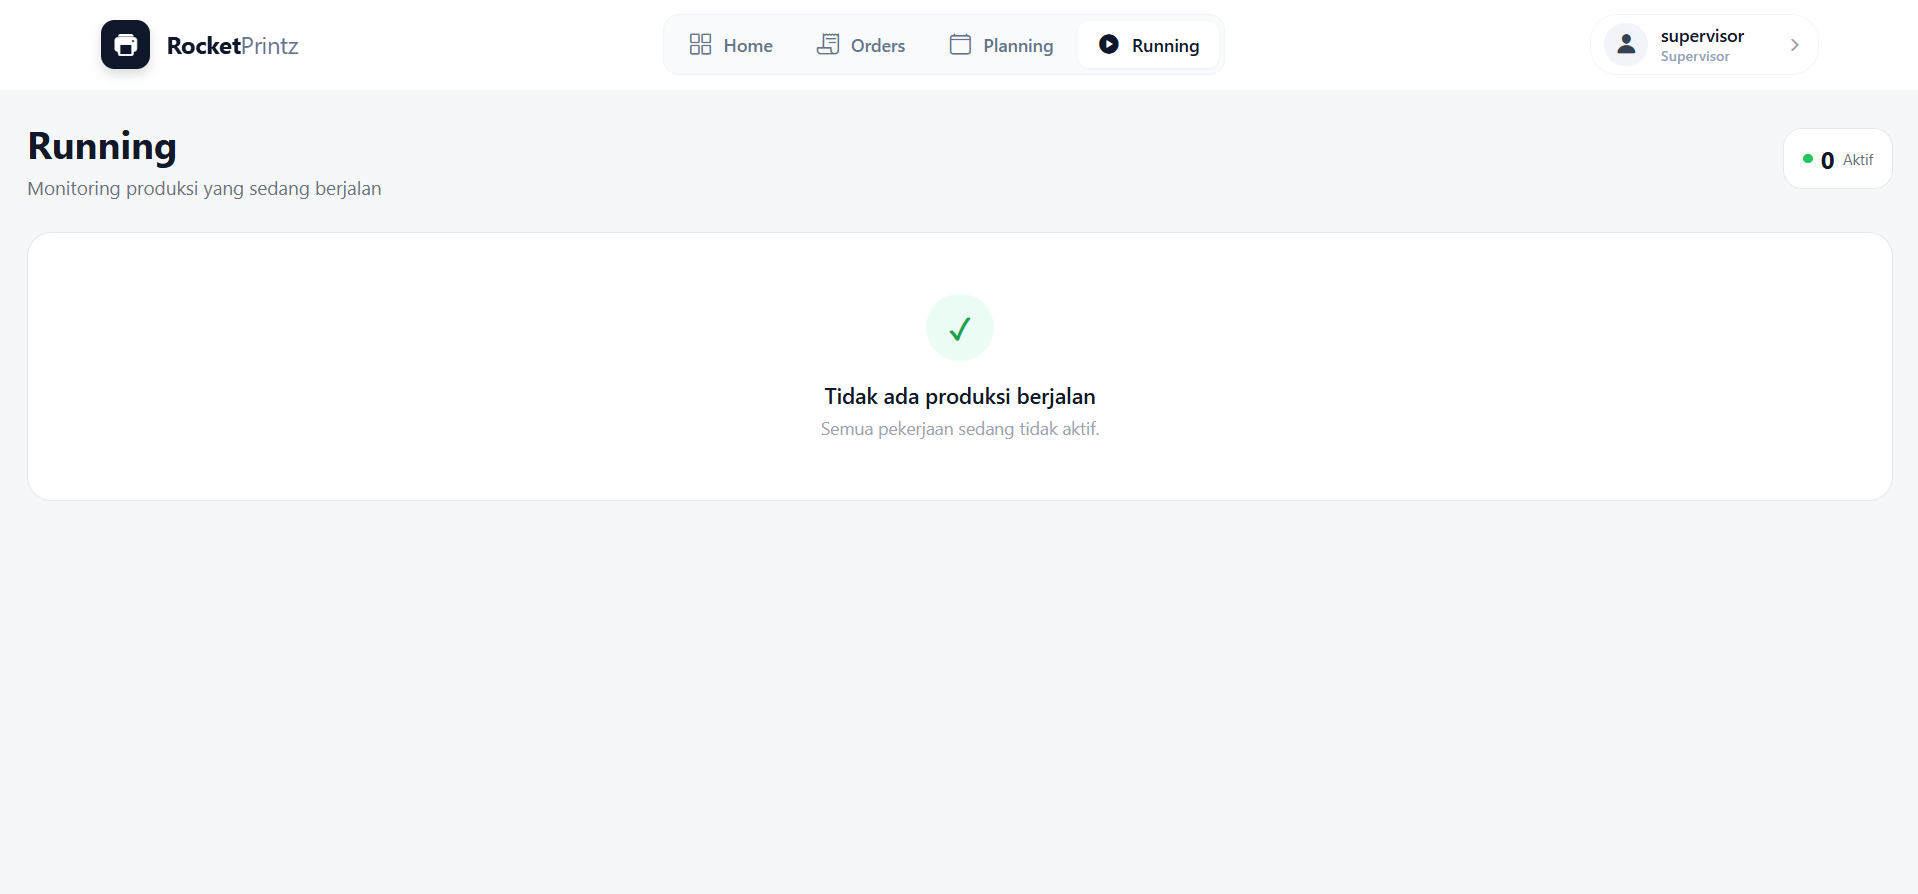 RocketPrintz
Home
Orders
Planning
Running
supervisor
Supervisor
Running
Monitoring produksi yang sedang berjalan
0 Aktif
Tidak ada produksi berjalan
Semua pekerjaan sedang tidak aktif.